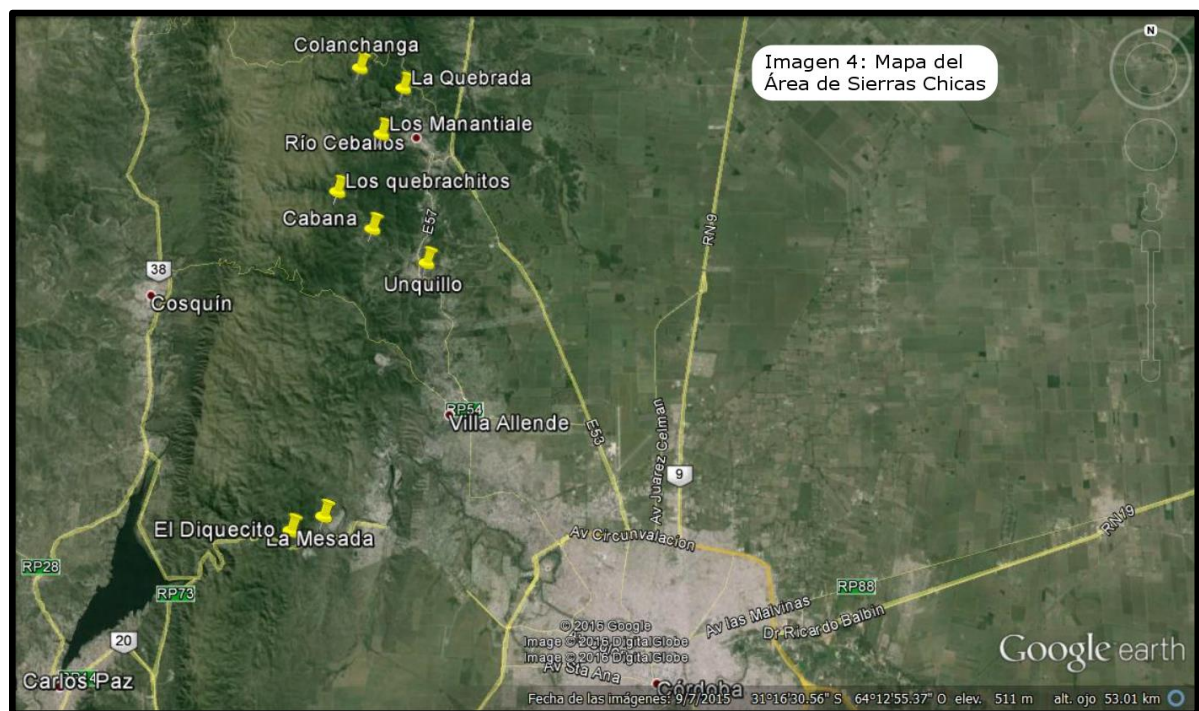 Colanchanga
N
Imagen 4: Mapa del
Área de Sierras Chicas
La Quebrada
Los Manantiale
Río Ceballos
Los quebrachitos
Cabana
E57
RN 9
Unquillo
38
Cosquín
RP54
Villa Allende
E53
Av Juarez Celman
9
El Diquecito
La Mesada
Av Circunvalacion
RN 19
RP28
RP73
RP88
Av las Malvinas
Dr Ricardo Balbin
20
© 2016 Google
Image © 2016 DigitalGlobe
Image © 2016 DigitalGlobe
Av Sta Ana
Google earth
Carlos Paz
Córdoba
Fecha de las imágenes: 9/7/2015 31°16'30.56" S 64°12'55.37" O elev. 511 m alt. ojo 53.01 km